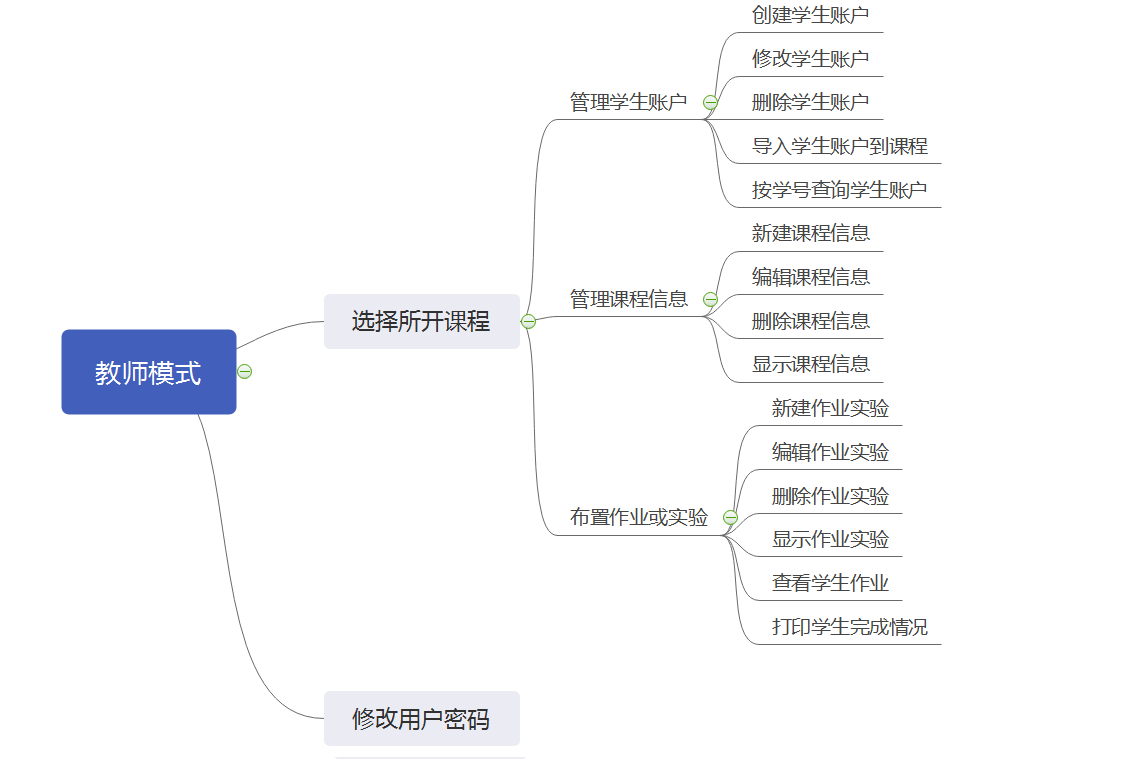 教师模式
选择所开课程
管理学生账户
创建学生账户
修改学生账户
删除学生账户
导入学生账户到课程
按学号查询学生账户
管理课程信息
新建课程信息
编辑课程信息
删除课程信息
显示课程信息
布置作业或实验
新建作业实验
编辑作业实验
删除作业实验
显示作业实验
查看学生作业
打印学生完成情况
修改用户密码